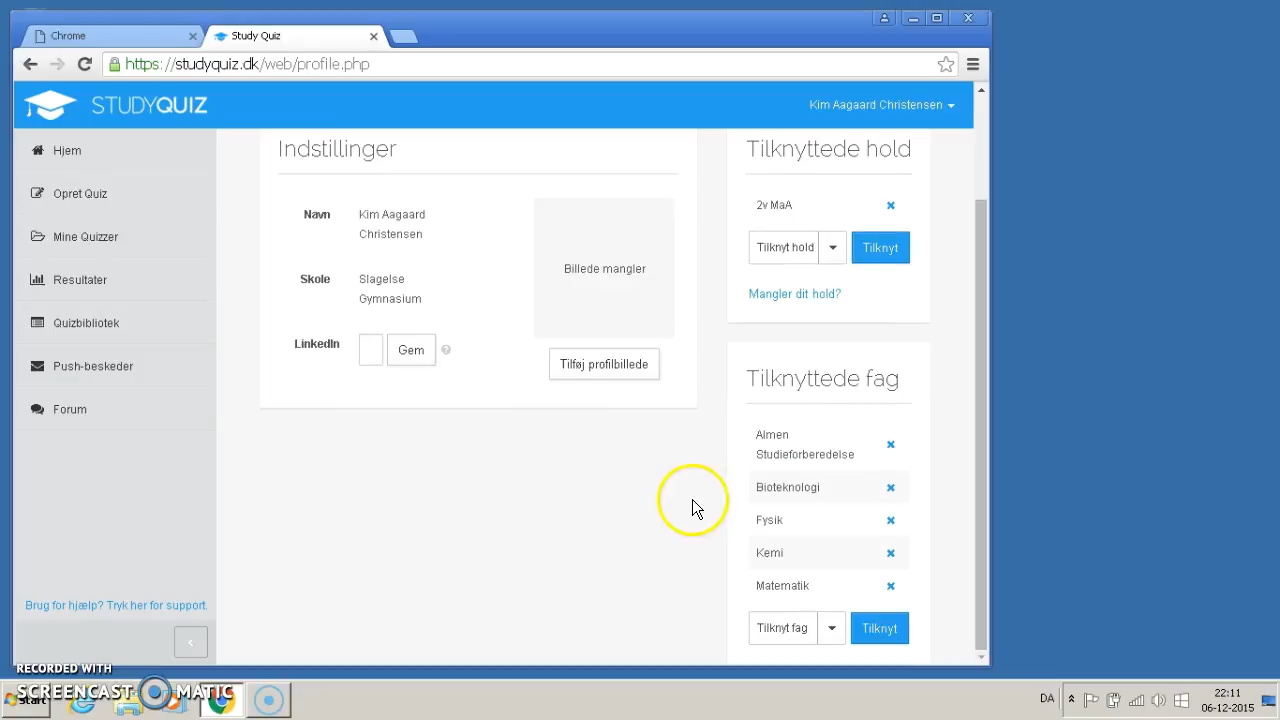 Chrome
Study Quiz
https://studyquiz.dk/web/profile.php
STUDYQUIZ
Kim Aagaard Christensen
Hjem
Opret Quiz
Mine Quizzer
Resultater
Quizbibliotek
Push-beskeder
Forum
Brug for hjælp? Tryk her for support.
Indstillinger
Navn
Kim Aagaard
Christensen
Skole
Slagelse
Gymnasium
LinkedIn
Gem
Billede mangler
Tilføj profilbillede
Tilknyttede hold
2v MaA
Tilknyt hold
Tilknyt
Mangler dit hold?
Tilknyttede fag
Almen
Studieforberedelse
Bioteknologi
Fysik
Kemi
Matematik
Tilknyt fag
Tilknyt
RECORDED WITH
SCREENCAST MATIC
Start
DA
22:11
06-12-2015